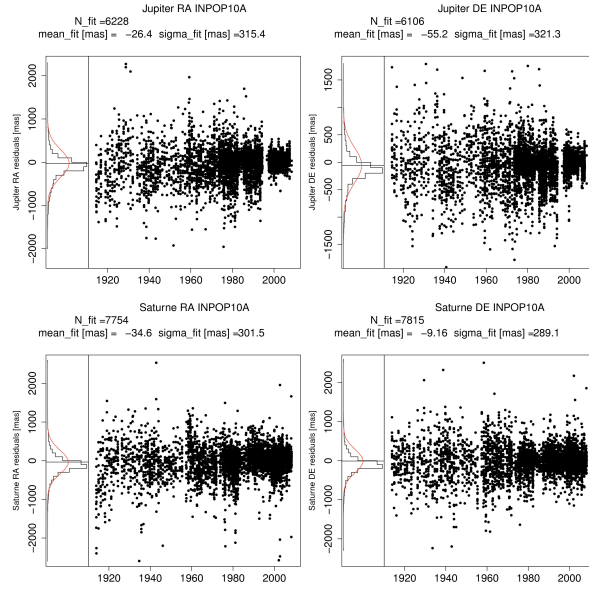 Jupiter RA INPOP10A
N_fit =6228
mean_fit [mas] = -26.4 sigma_fit [mas] =315.4
Jupiter RA residuals [mas]
2000
1000
0
-1000
-2000
1920 1940 1960 1980 2000
Jupiter DE INPOP10A
N_fit =6106
mean_fit [mas] = -55.2 sigma_fit [mas] =321.3
Jupiter DE residuals [mas]
1500
500
0
-500
-1500
1920 1940 1960 1980 2000
Saturne RA INPOP10A
N_fit =7754
mean_fit [mas] = -34.6 sigma_fit [mas] =301.5
Saturne RA residuals [mas]
2000
1000
0
-1000
-2000
1920 1940 1960 1980 2000
Saturne DE INPOP10A
N_fit =7815
mean_fit [mas] = -9.16 sigma_fit [mas] =289.1
Saturne DE residuals [mas]
2000
1000
0
-1000
-2000
1920 1940 1960 1980 2000